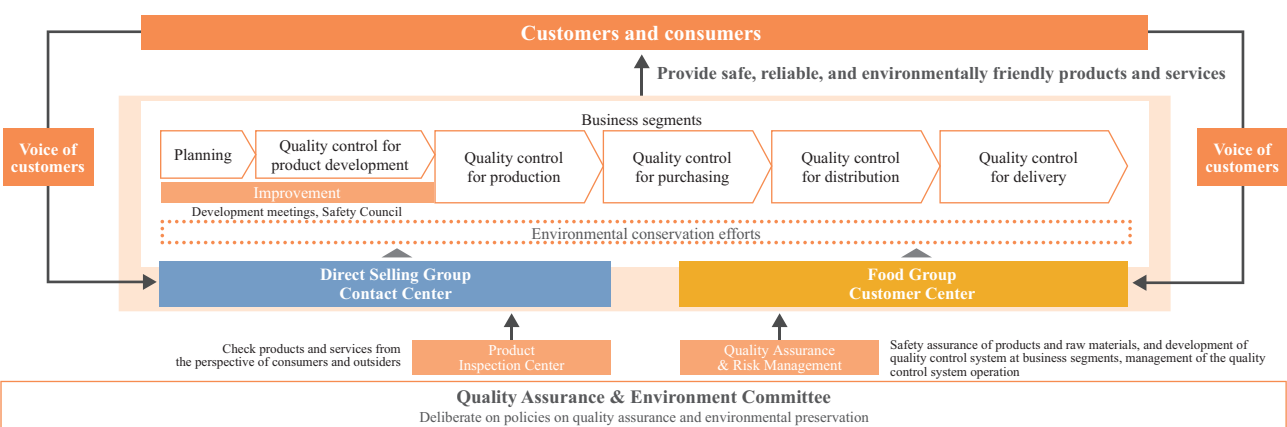 Customers and consumers
Provide safe, reliable, and environmentally friendly products and services
Voice of
customers
Business segments
Planning
Quality control for
product development
Quality control
for production
Quality control
for purchasing
Quality control
for distribution
Quality control
for delivery
Voice of
customers
Improvement
Development meetings, Safety Council
Environmental conservation efforts
Direct Selling Group
Contact Center
Food Group
Customer Center
Check products and services from
the perspective of consumers and outsiders
Product
Inspection Center
Quality Assurance
& Risk Management
Safety assurance of products and raw materials, and development of
quality control system at business segments, management of the quality
control system operation
Quality Assurance & Environment Committee
Deliberate on policies on quality assurance and environmental preservation